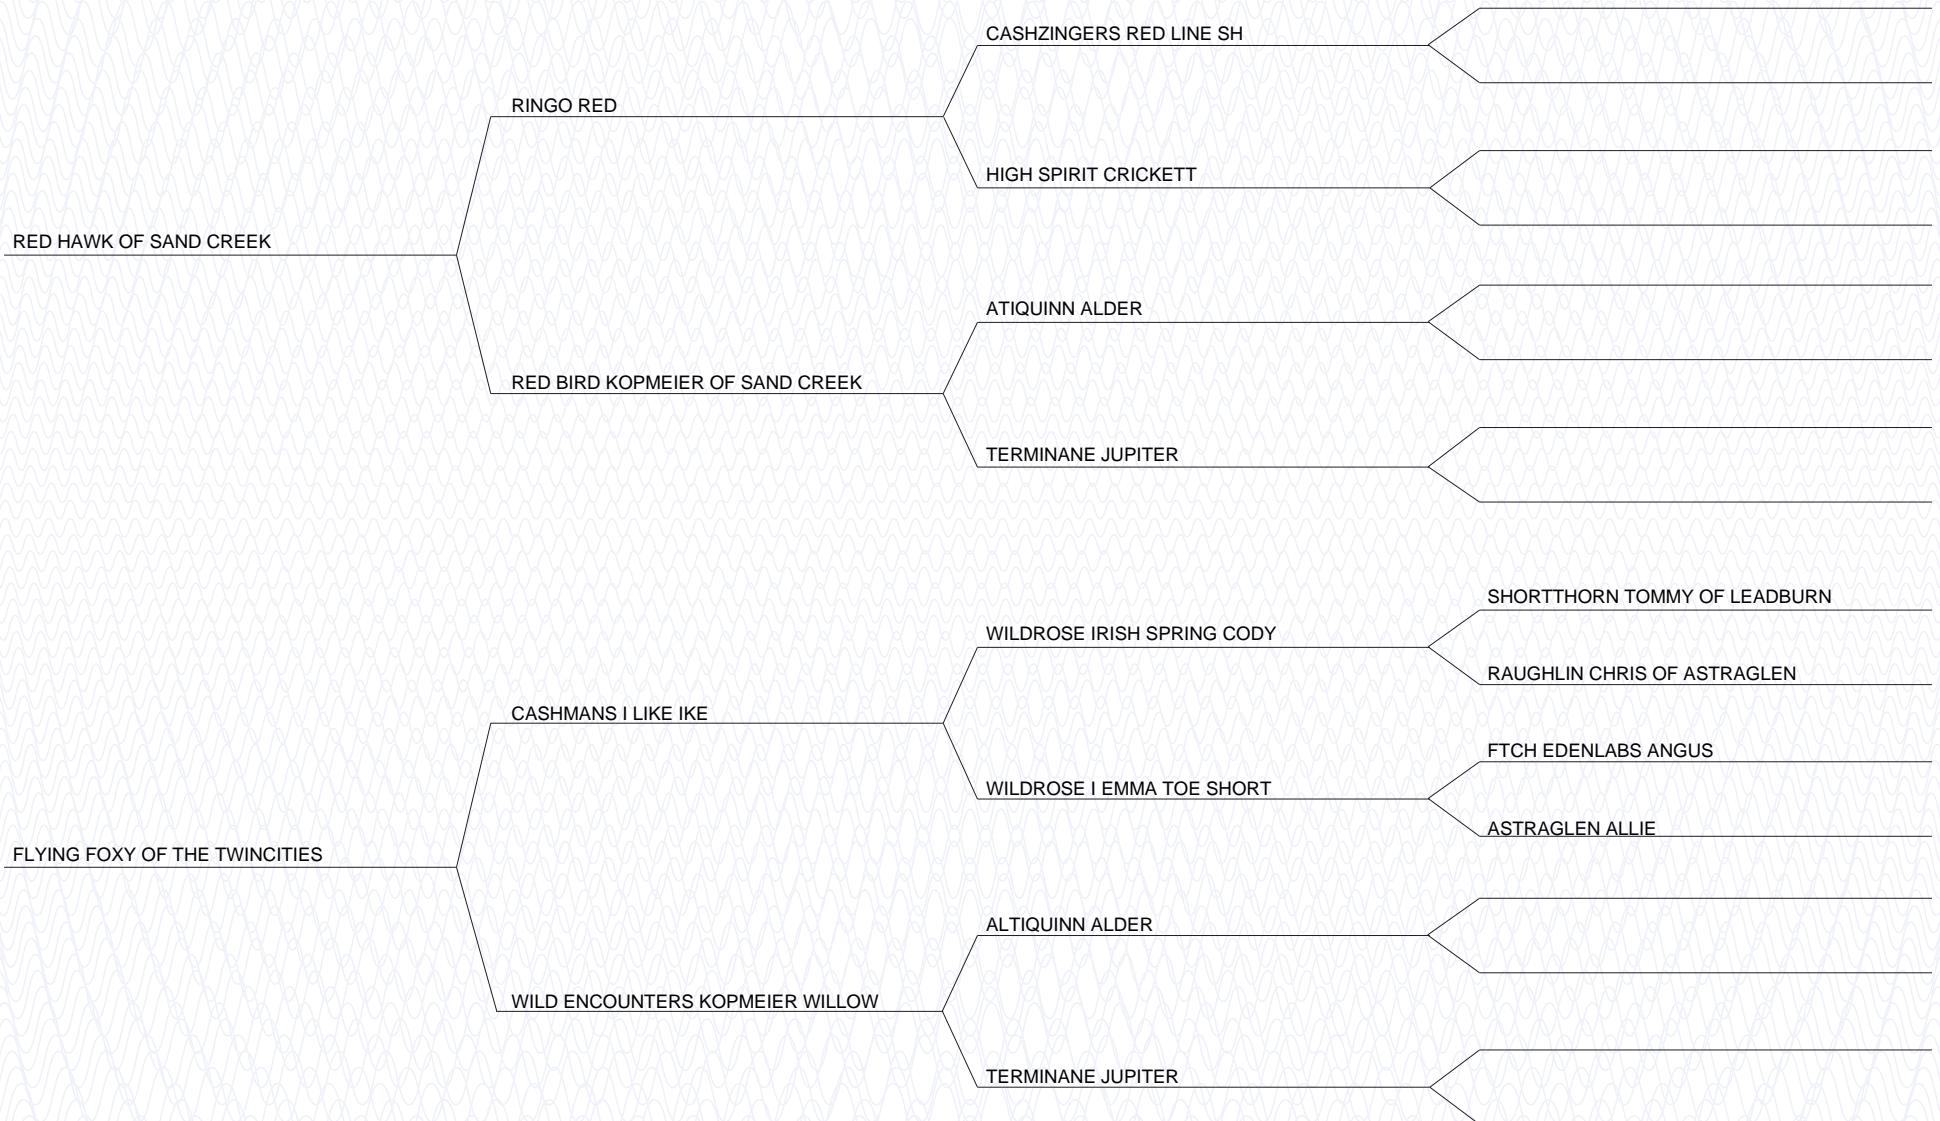 CASHZINGERS RED LINE SH
RINGO RED
HIGH SPIRIT CRICKETT
RED HAWK OF SAND CREEK
ATIQUINN ALDER
RED BIRD KOPMEIER OF SAND CREEK
TERMINANE JUPITER
SHORTTHORN TOMMY OF LEADBURN
WILDROSE IRISH SPRING CODY
RAUGHLIN CHRIS OF ASTRAGLEN
CASHMANS I LIKE IKE
FTCH EDENLABS ANGUS
WILDROSE I EMMA TOE SHORT
ASTRAGLEN ALLIE
FLYING FOXY OF THE TWINCITIES
ALTIQUINN ALDER
WILD ENCOUNTERS KOPMEIER WILLOW
TERMINANE JUPITER